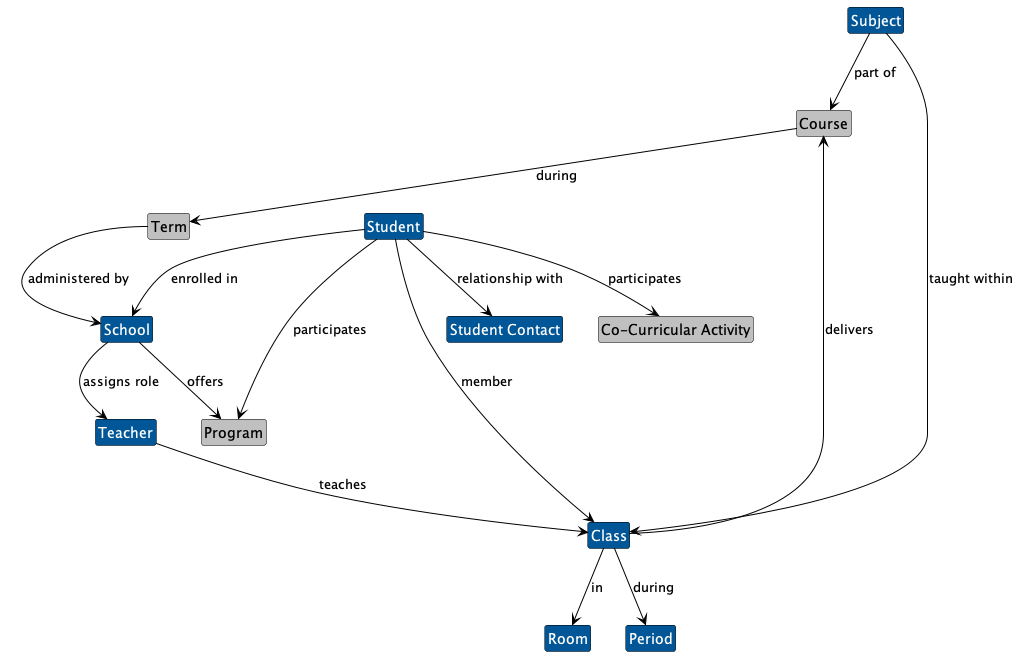 Subject
part of
Course
during
Term
Student
administered by
enrolled in
relationship with
participates
taught within
School
participates
Student Contact
Co-Curricular Activity
delivers
assigns role
offers
member
Teacher
Program
teaches
Class
in
during
Room
Period